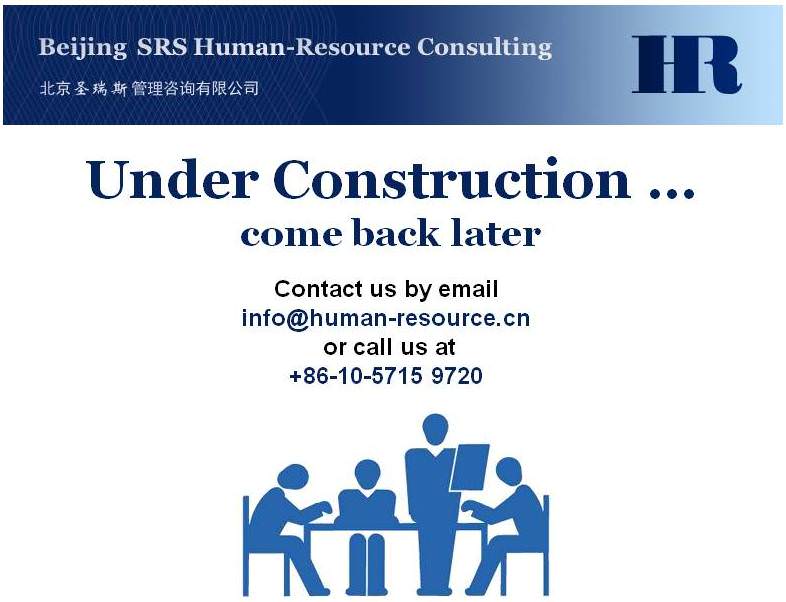 Beijing SRS Human-Resource Consulting
HR
北京圣瑞斯管理咨询有限公司
Under Construction ...
come back later
Contact us by email
info@human-resource.cn
or call us at
+86-10-5715 9720